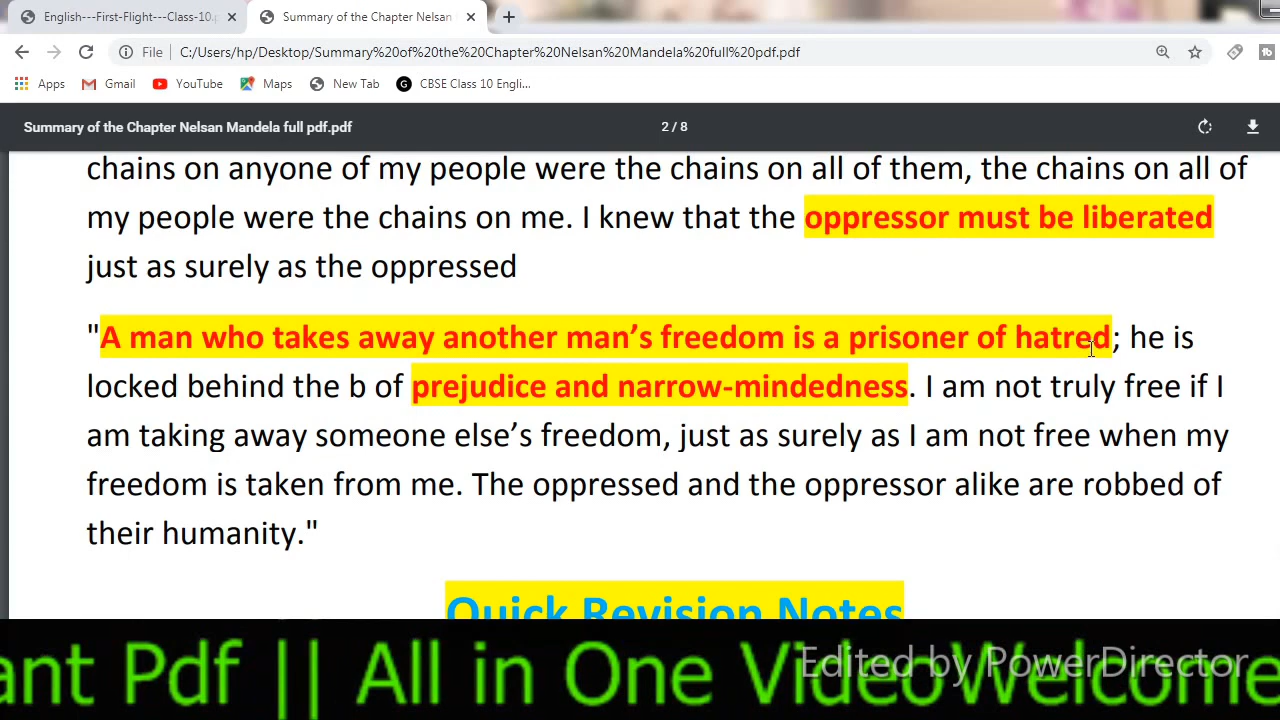 English---First-Flight---Class-10.p
Summary of the Chapter Nelsan
File
C:/Users/hp/Desktop/Summary%20of%20the%20Chapter%20Nelsan%20Mandela%20full%20pdf.pdf
Apps Gmail YouTube Maps New Tab CBSE Class 10 Engli...
Summary of the Chapter Nelsan Mandela full pdf.pdf 2 / 8
chains on anyone of my people were the chains on all of them, the chains on all of
my people were the chains on me. I knew that the oppressor must be liberated
just as surely as the oppressed
"A man who takes away another man’s freedom is a prisoner of hatred; he is
locked behind the b of prejudice and narrow-mindedness. I am not truly free if I
am taking away someone else’s freedom, just as surely as I am not free when my
freedom is taken from me. The oppressed and the oppressor alike are robbed of
their humanity."
Quick Revision Notes
ant Pdf || All in One VideoWelcome
Edited by PowerDirector